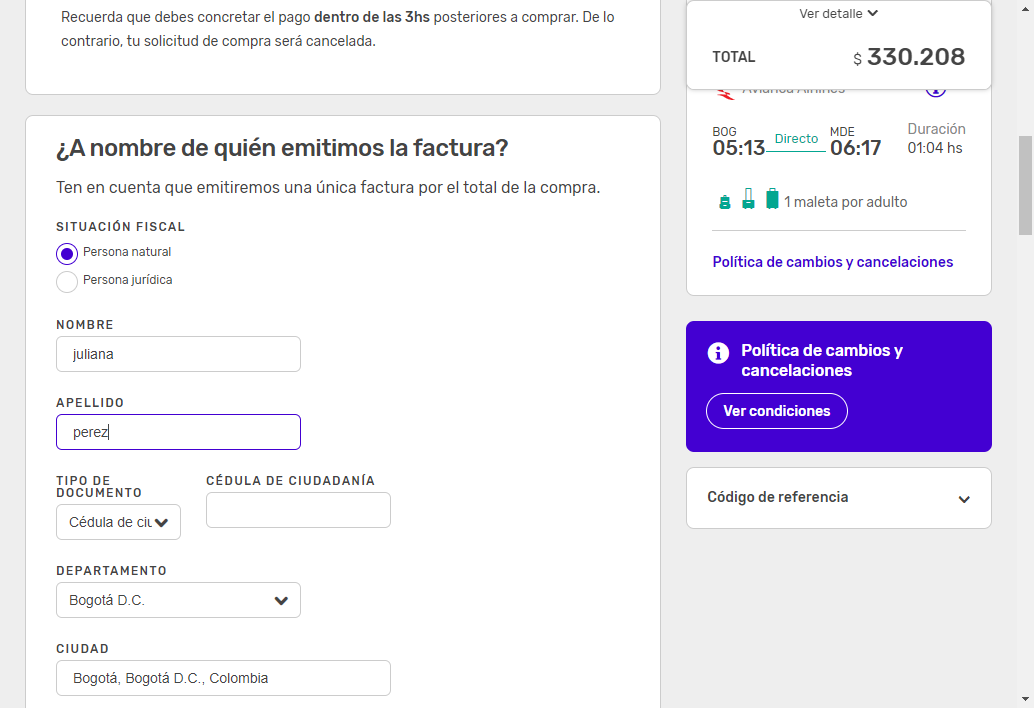 Recuerda que debes concretar el pago dentro de las 3hs posteriores a comprar. De lo
contrario, tu solicitud de compra será cancelada.
¿A nombre de quién emitimos la factura?
Ten en cuenta que emitiremos una única factura por el total de la compra.
SITUACIÓN FISCAL
Persona natural
Persona jurídica
NOMBRE
juliana
APELLIDO
perez
TIPO DE
DOCUMENTO
Cédula de ciu
CÉDULA DE CIUDADANÍA
DEPARTAMENTO
Bogotá D.C.
CIUDAD
Bogotá, Bogotá D.C., Colombia
Ver detalle
TOTAL
$ 330.208
Avianca Airlines
BOG
05:13
Directo
MDE
06:17
Duración
01:04 hs
1 maleta por adulto
Política de cambios y cancelaciones
Política de cambios y
cancelaciones
Ver condiciones
Código de referencia